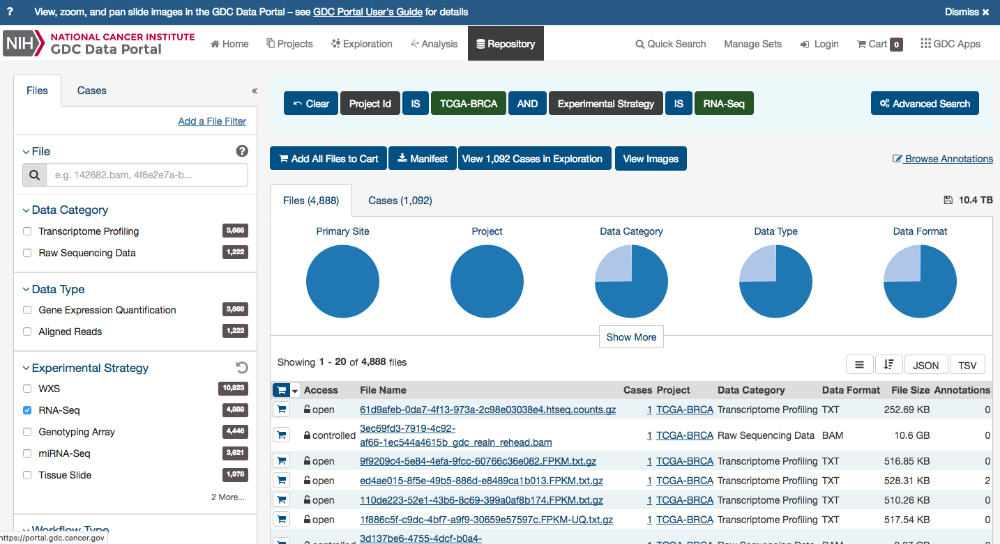 ? View, zoom, and pan slide images in the GDC Data Portal – see GDC Portal User's Guide for details Dismiss ×
NIH NATIONAL CANCER INSTITUTE
GDC Data Portal
Home Projects Exploration Analysis Repository Quick Search Manage Sets Login Cart 0 GDC Apps
Files Cases «
Add a File Filter
File ?
e.g. 142682.bam, 4f6e2e7a-b...
Data Category
Transcriptome Profiling 3,666
Raw Sequencing Data 1,222
Data Type
Gene Expression Quantification 3,666
Aligned Reads 1,222
Experimental Strategy
WXS 10,823
RNA-Seq 4,888
Genotyping Array 4,446
miRNA-Seq 3,621
Tissue Slide 1,978
2 More...
Workflow Type
https://portal.gdc.cancer.gov
Clear Project Id IS TCGA-BRCA AND Experimental Strategy IS RNA-Seq Advanced Search
Add All Files to Cart Manifest View 1,092 Cases in Exploration View Images Browse Annotations
Files (4,888) Cases (1,092) 10.4 TB
Primary Site Project Data Category Data Type Data Format
Show More
Showing 1 - 20 of 4,888 files JSON TSV
Access File Name Cases Project Data Category Data Format File Size Annotations
open 61d9afeb-0da7-4f13-973a-2c98e03038e4.htseq.counts.gz 1 TCGA-BRCA Transcriptome Profiling TXT 252.69 KB 0
controlled 3ec69fd3-7919-4c92-
af66-1ec544a4615b_gdc_realn_rehead.bam 1 TCGA-BRCA Raw Sequencing Data BAM 10.6 GB 0
open 9f9209c4-5e84-4efa-9fcc-60766c36e082.FPKM.txt.gz 1 TCGA-BRCA Transcriptome Profiling TXT 516.85 KB 0
open ed4ae015-8f5e-49b5-886d-e8489ca1b013.FPKM.txt.gz 1 TCGA-BRCA Transcriptome Profiling TXT 528.31 KB 2
open 110de223-52e1-43b6-8c69-399a0af8b174.FPKM.txt.gz 1 TCGA-BRCA Transcriptome Profiling TXT 510.26 KB 0
open 1f886c5f-c9dc-4bf7-a9f9-30659e57597c.FPKM-UQ.txt.gz 1 TCGA-BRCA Transcriptome Profiling TXT 517.54 KB 0
3d137be6-4755-4dcf-b0a4-